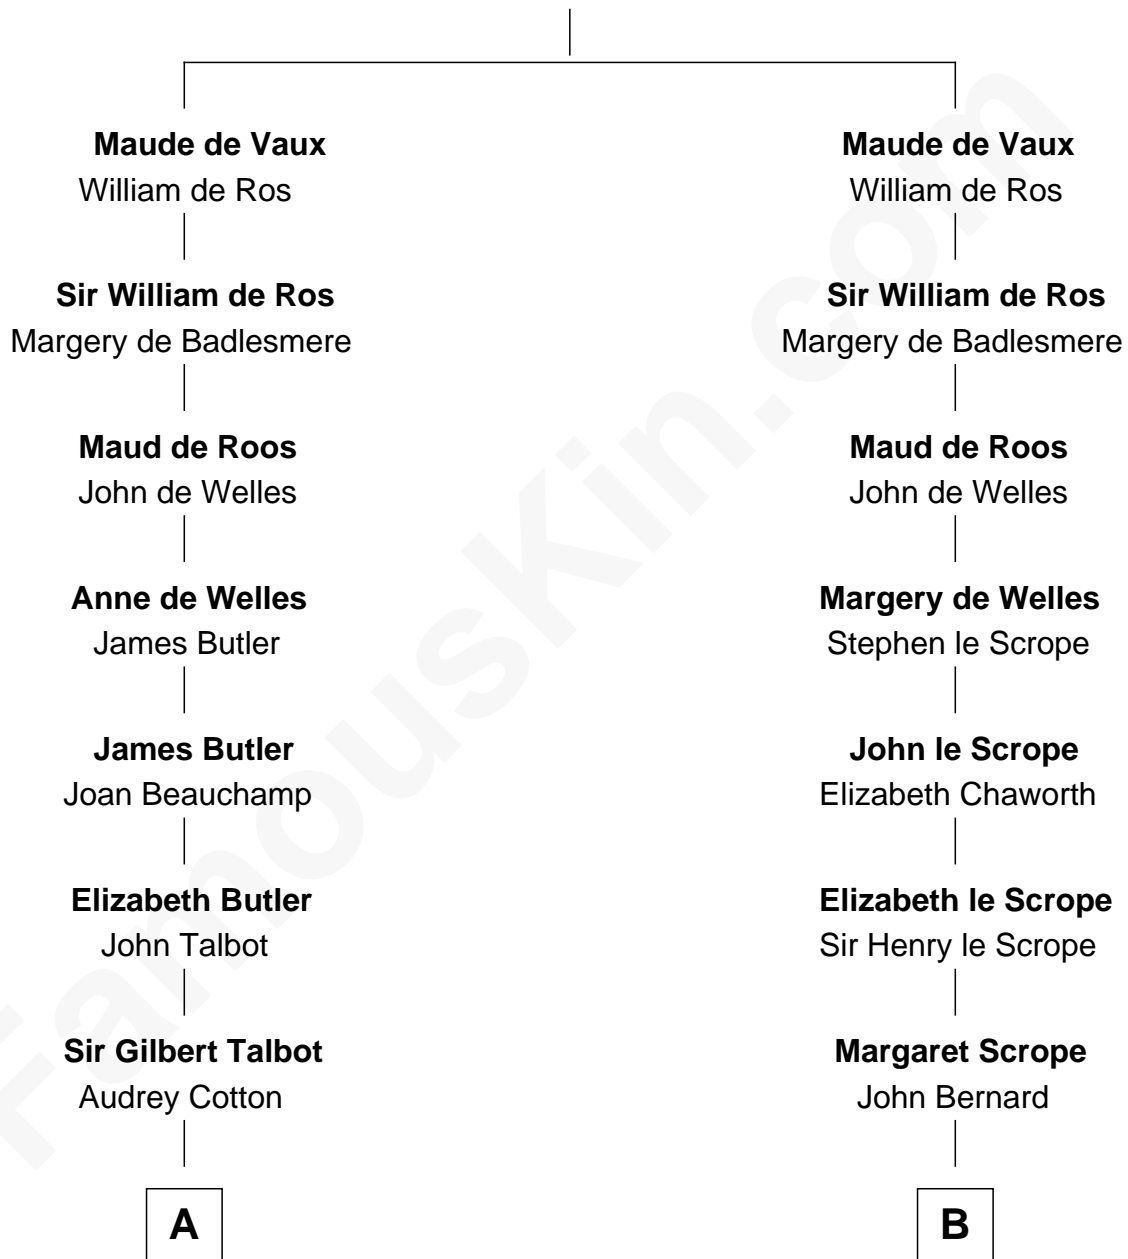 Maude de Vaux
William de Ros
Sir William de Ros
Margery de Badlesmere
Maud de Roos
John de Welles
Anne de Welles
James Butler
James Butler
Joan Beauchamp
Elizabeth Butler
John Talbot
Sir Gilbert Talbot
Audrey Cotton
A
Maude de Vaux
William de Ros
Sir William de Ros
Margery de Badlesmere
Maud de Roos
John de Welles
Margery de Welles
Stephen le Scrope
John le Scrope
Elizabeth Chaworth
Elizabeth le Scrope
Sir Henry le Scrope
Margaret Scrope
John Bernard
B
FamousKin.com